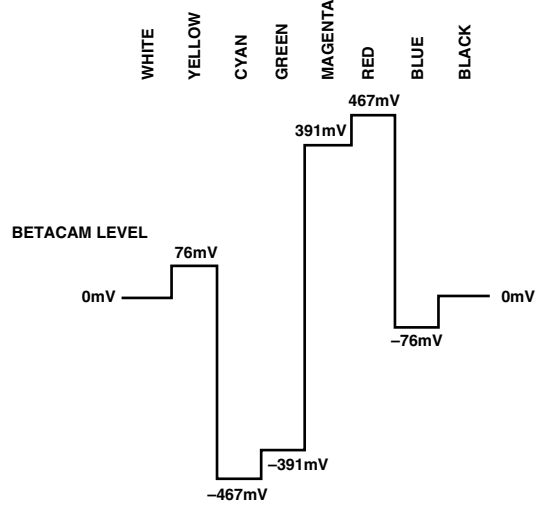 WHITE
YELLOW
CYAN
GREEN
MAGENTA
RED
BLUE
BLACK
467mV
391mV
BETACAM LEVEL
76mV
0mV
0mV
–76mV
–391mV
–467mV